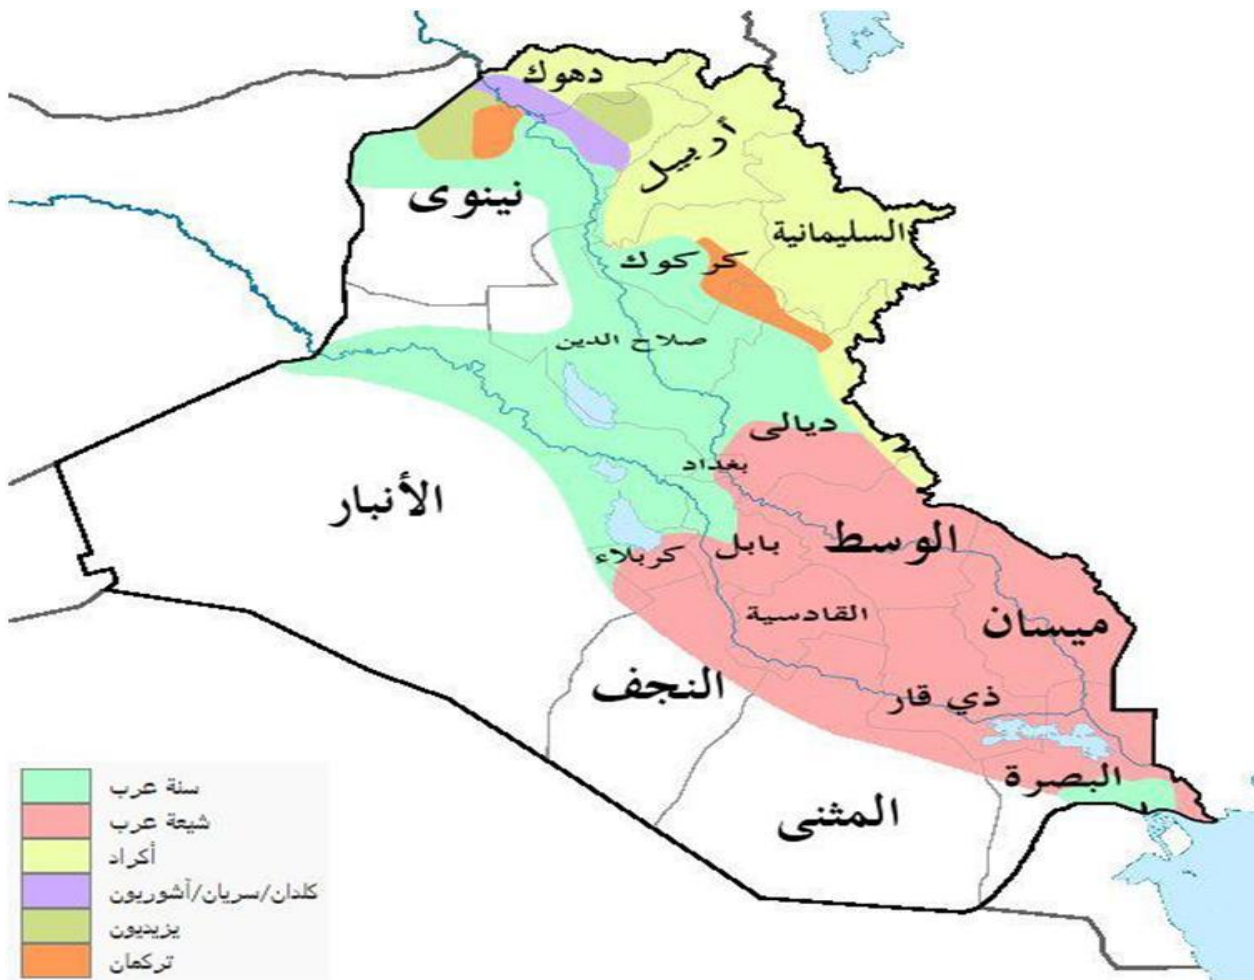 دهوك
أربيل
نينوى
السليمانية
كركوك
صلاح الدين
ديالى
بغداد
الأنبار
الوسط
بابل
كربلاء
القادسية
ميسان
النجف
ذي قار
البصرة
المثنى
سنة عرب
شيعة عرب
أكراد
كلدان/سريان/آشوريون
يزيديون
تركمان